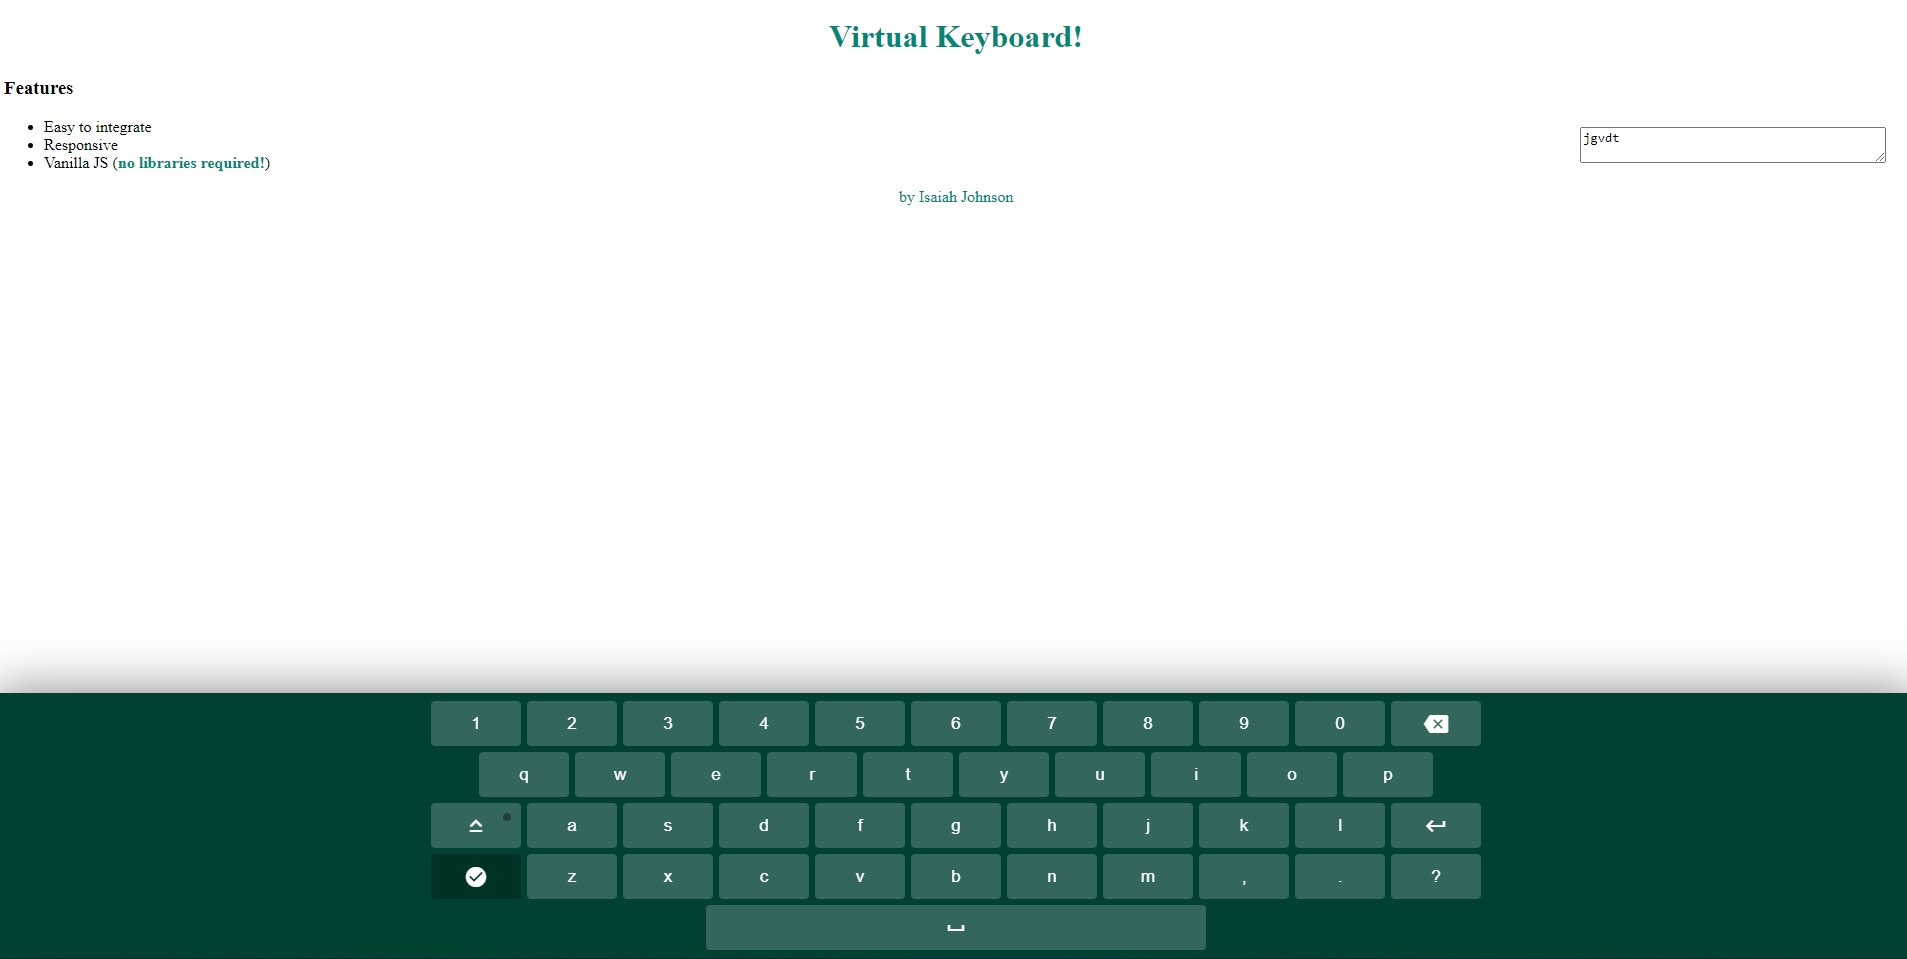 Virtual Keyboard!
Features
Easy to integrate
Responsive
Vanilla JS (no libraries required!)
jgvdt
by Isaiah Johnson
1 2 3 4 5 6 7 8 9 0
q w e r t y u i o p
a s d f g h j k l
z x c v b n m , . ?